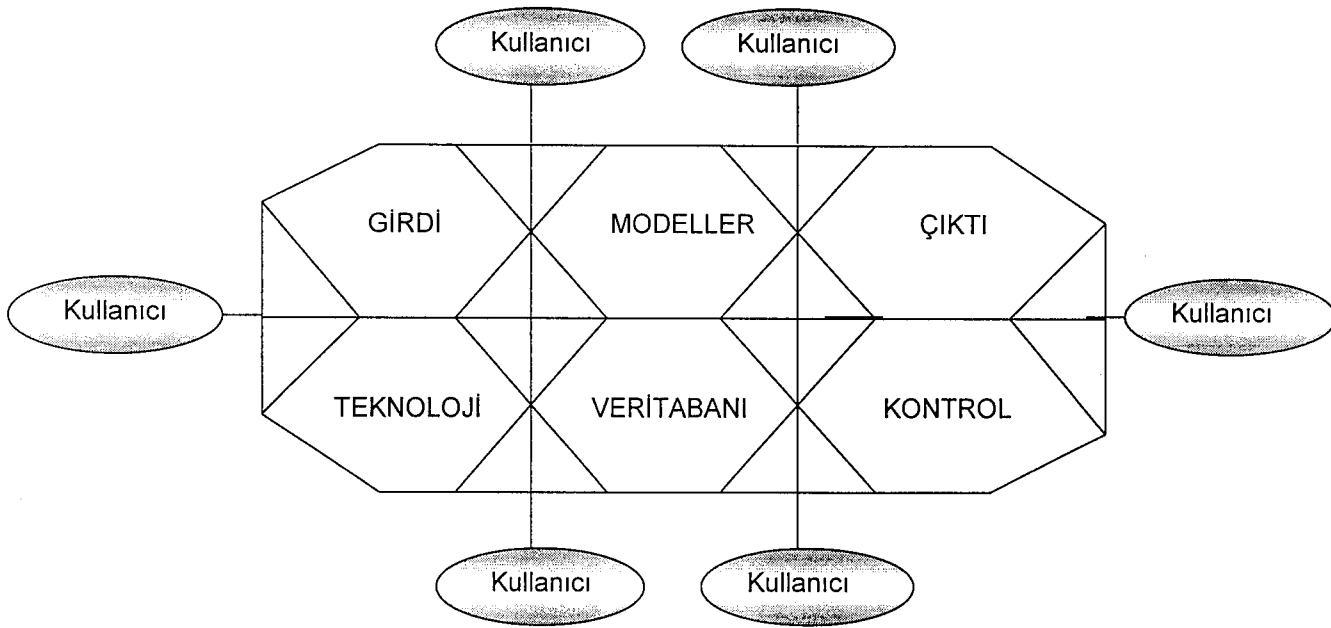 Kullanıcı
Kullanıcı
GİRDİ
MODELLER
ÇIKTI
Kullanıcı
Kullanıcı
TEKNOLOJİ
VERİTABANI
KONTROL
Kullanıcı
Kullanıcı